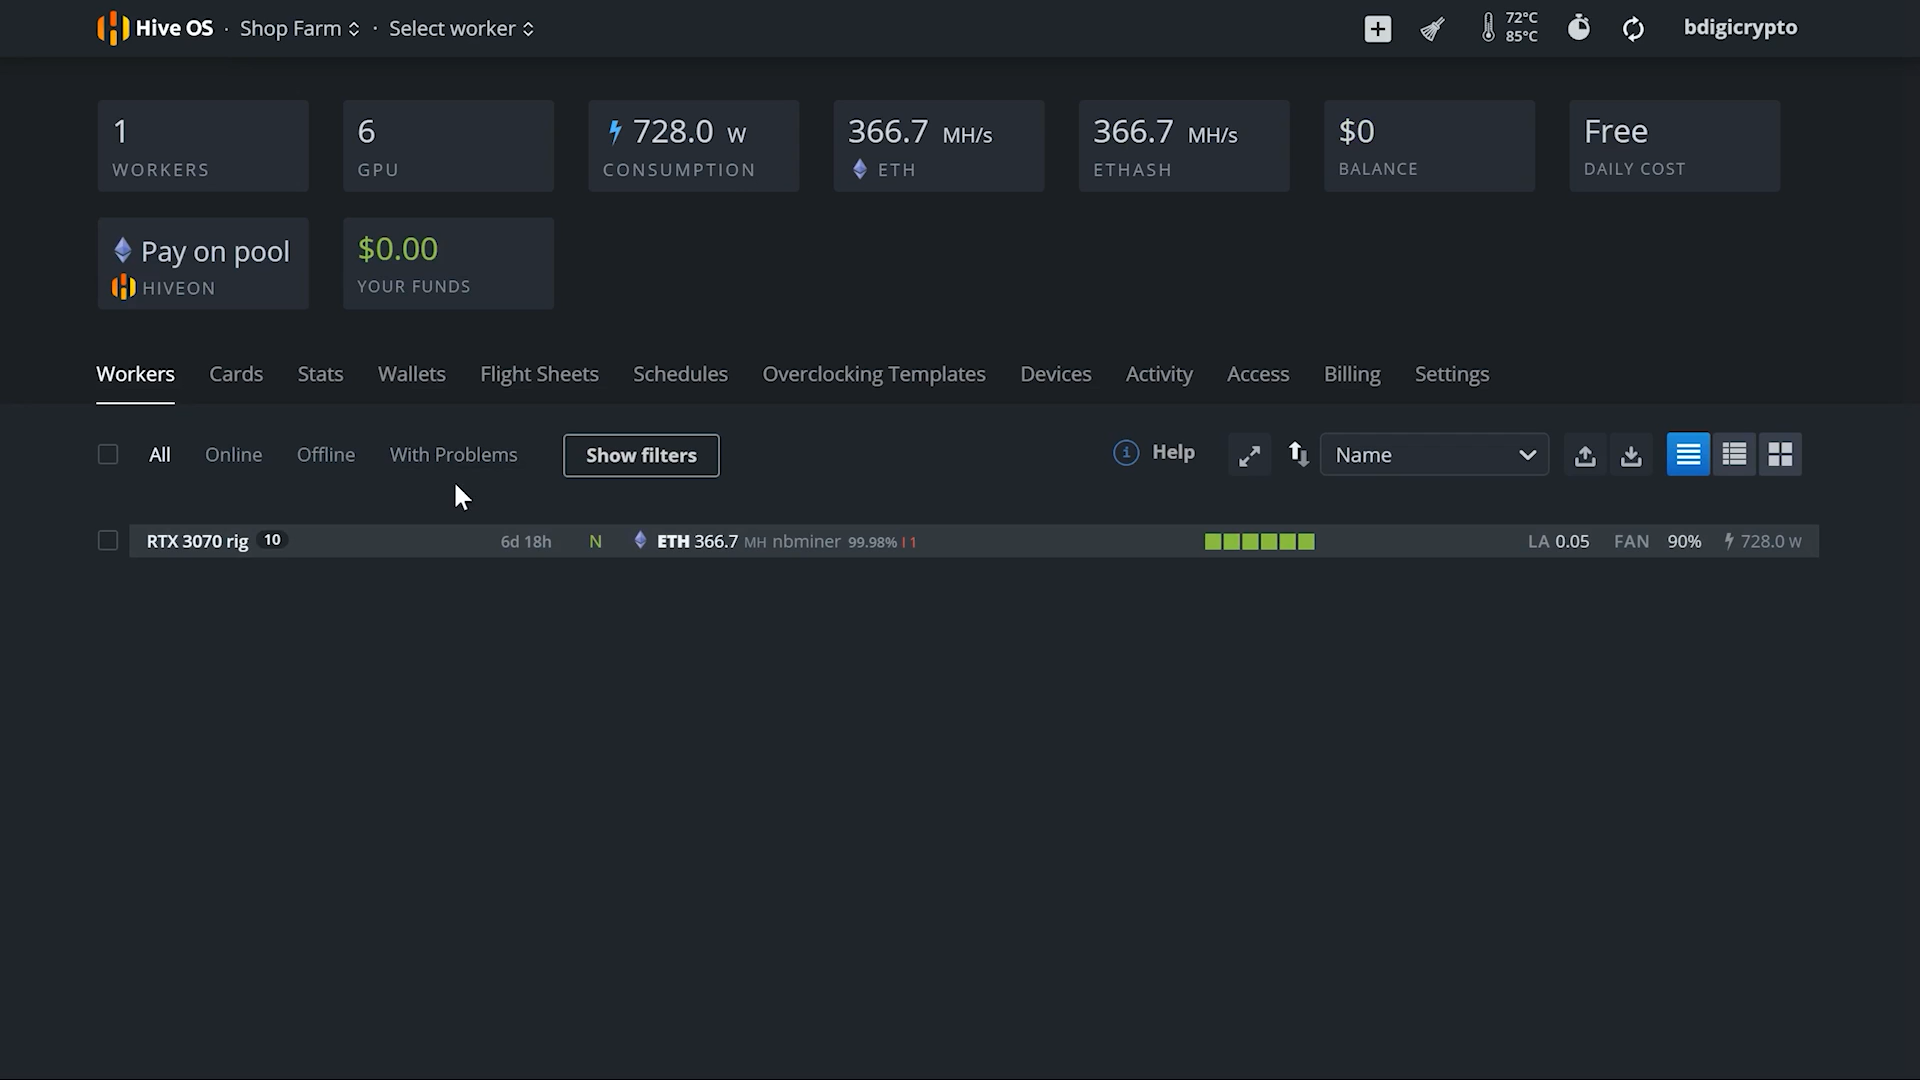 Hive OS · Shop Farm · Select worker 72°C 85°C bdigicrypto
1 6 728.0 W 366.7 MH/s 366.7 MH/s $0 Free
WORKERS GPU CONSUMPTION ETH ETHASH BALANCE DAILY COST
Pay on pool $0.00
HIVEON YOUR FUNDS
Workers Cards Stats Wallets Flight Sheets Schedules Overclocking Templates Devices Activity Access Billing Settings
All Online Offline With Problems Show filters Help Name
RTX 3070 rig 10 6d 18h N ETH 366.7 MH nbminer 99.98% I 1 LA 0.05 FAN 90% 728.0 W